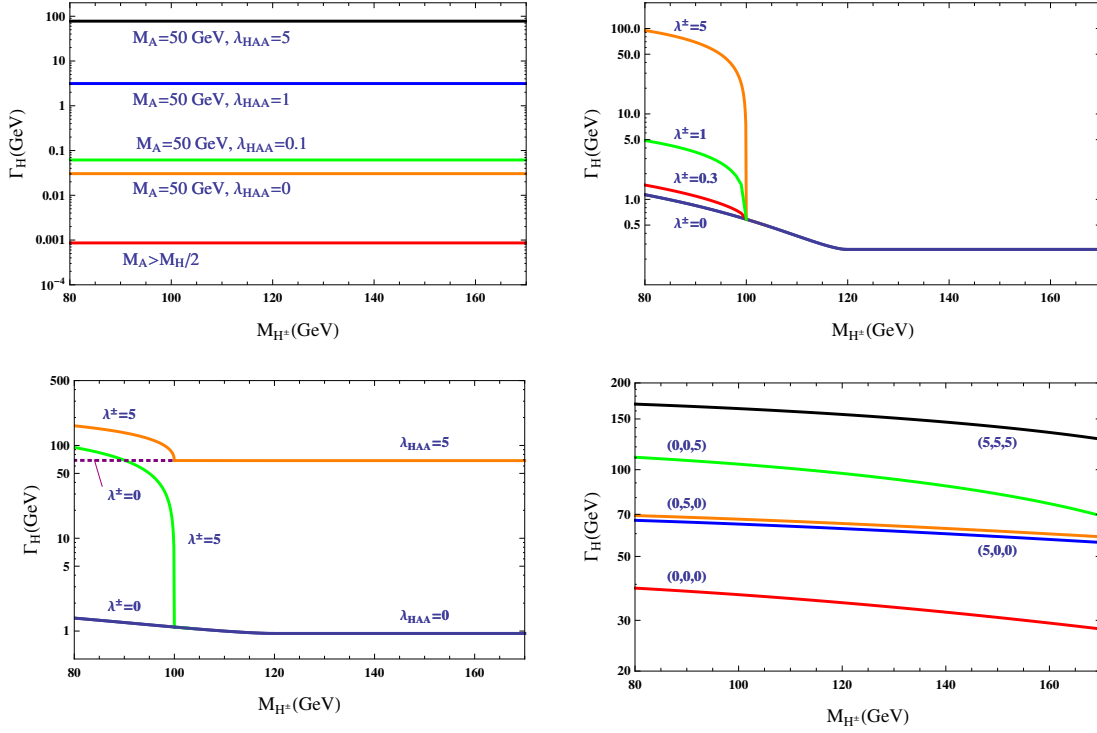 100
10
1
0.1
0.01
0.001
10⁻⁴
Γ_H(GeV)
M_A=50 GeV, λ_HAA=5
M_A=50 GeV, λ_HAA=1
M_A=50 GeV, λ_HAA=0.1
M_A=50 GeV, λ_HAA=0
M_A>M_H/2
80 100 120 140 160
M_H±(GeV)
100.0
50.0
10.0
5.0
1.0
0.5
Γ_H(GeV)
λ±=5
λ±=1
λ±=0.3
λ±=0
80 100 120 140 160
M_H±(GeV)
500
100
50
10
5
1
Γ_H(GeV)
λ±=5
λ_HAA=5
λ±=0
λ±=5
λ±=0
λ_HAA=0
80 100 120 140 160
M_H±(GeV)
200
150
100
70
50
30
20
Γ_H(GeV)
(5,5,5)
(0,0,5)
(0,5,0)
(5,0,0)
(0,0,0)
80 100 120 140 160
M_H±(GeV)